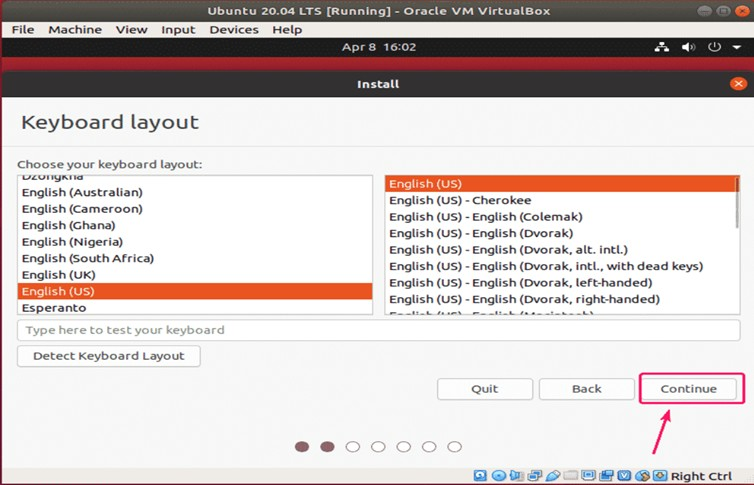 Ubuntu 20.04 LTS [Running] - Oracle VM VirtualBox
File Machine View Input Devices Help
Apr 8 16:02
Install
Keyboard layout
Choose your keyboard layout:
Dzongkha
English (Australian)
English (Cameroon)
English (Ghana)
English (Nigeria)
English (South Africa)
English (UK)
English (US)
Esperanto
English (US)
English (US) - Cherokee
English (US) - English (Colemak)
English (US) - English (Dvorak)
English (US) - English (Dvorak, alt. intl.)
English (US) - English (Dvorak, intl., with dead keys)
English (US) - English (Dvorak, left-handed)
English (US) - English (Dvorak, right-handed)
English (US) - English (Macintosh)
Type here to test your keyboard
Detect Keyboard Layout
Quit Back Continue
Right Ctrl